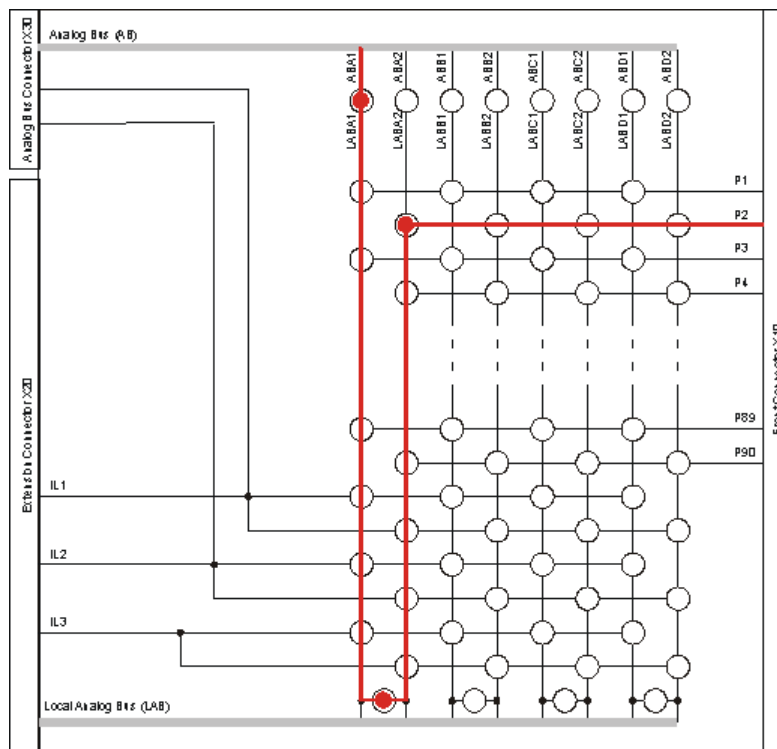 Analog Bus (AB)
Analog Bus Connector X30
ABA1
ABA2
ABB1
ABB2
ABC1
ABC2
ABD1
ABD2
LABA1
LABA2
LABB1
LABB2
LABC1
LABC2
LABD1
LABD2
P1
P2
P3
P4
P89
P90
Extension Connector X20
IL1
IL2
IL3
Local Analog Bus (LAB)